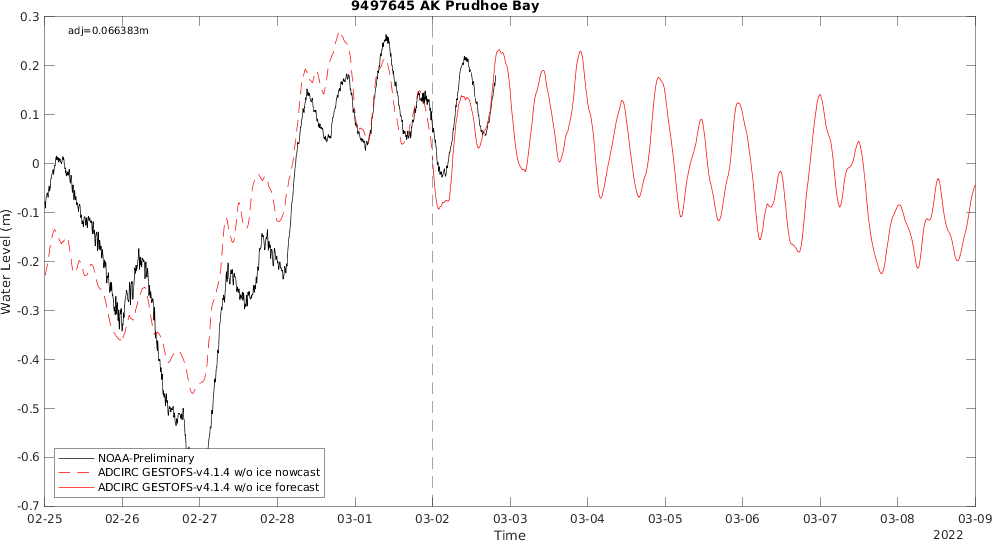 9497645 AK Prudhoe Bay
adj=0.066383m
0.3
0.2
0.1
0
-0.1
-0.2
-0.3
-0.4
-0.5
-0.6
-0.7
Water Level (m)
NOAA-Preliminary
ADCIRC GESTOFS-v4.1.4 w/o ice nowcast
ADCIRC GESTOFS-v4.1.4 w/o ice forecast
02-25 02-26 02-27 02-28 03-01 03-02 03-03 03-04 03-05 03-06 03-07 03-08 03-09
Time
2022